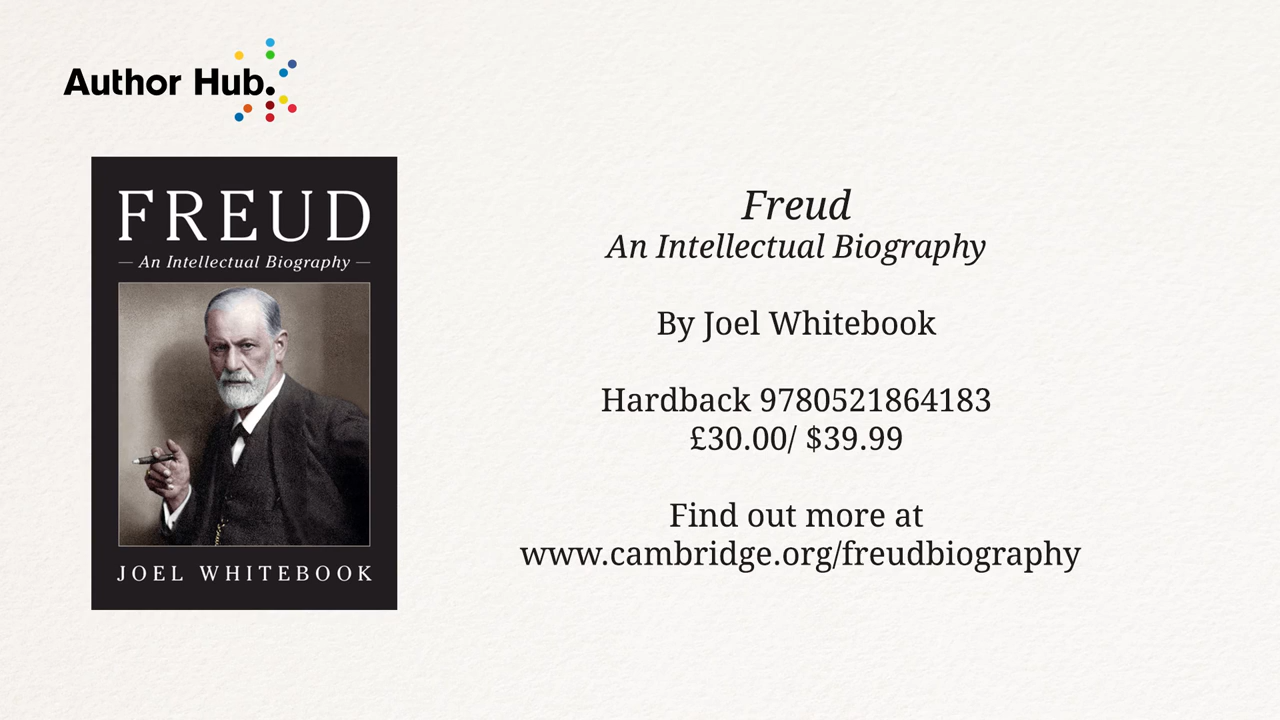 Author Hub.
FREUD
— An Intellectual Biography —
JOEL WHITEBOOK
Freud
An Intellectual Biography
By Joel Whitebook
Hardback 9780521864183
£30.00/ $39.99
Find out more at
www.cambridge.org/freudbiography